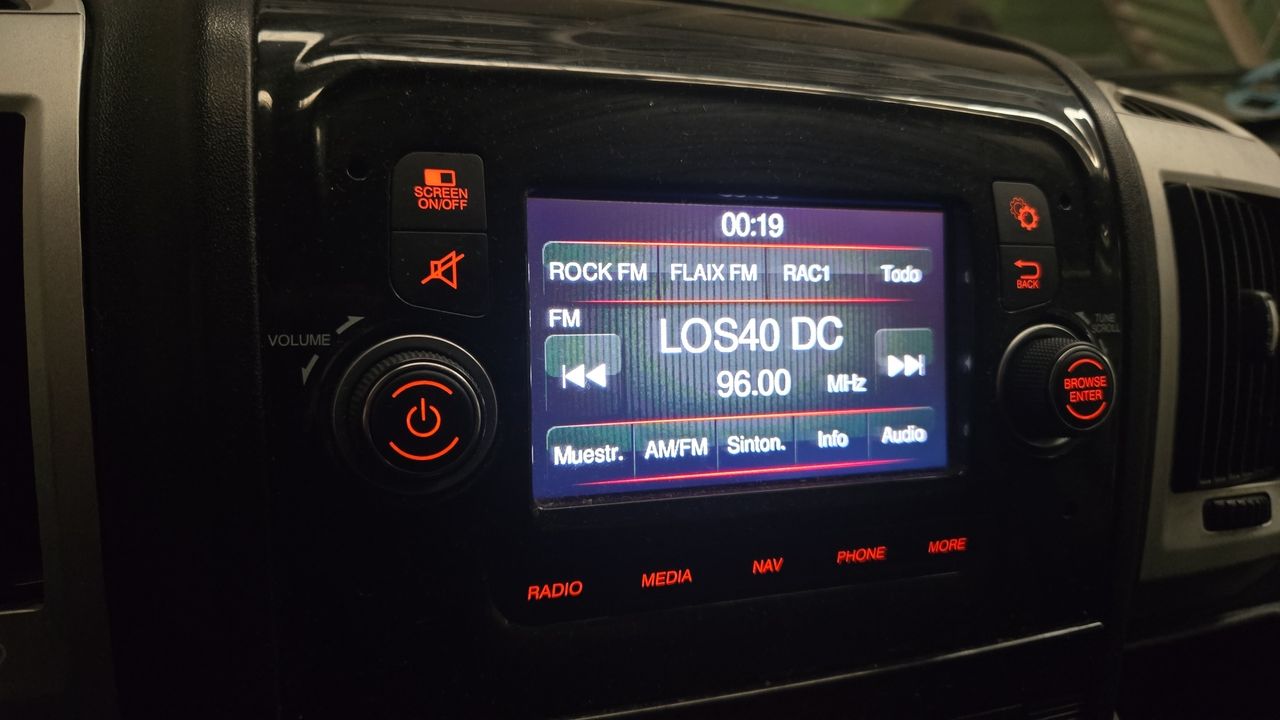 SCREEN
ON/OFF
VOLUME
00:19
ROCK FM FLAIX FM RAC1 Todo
FM
LOS40 DC
96.00 MHz
Muestr. AM/FM Sinton. Info Audio
BACK
TUNE
SCROLL
BROWSE
ENTER
RADIO MEDIA NAV PHONE MORE